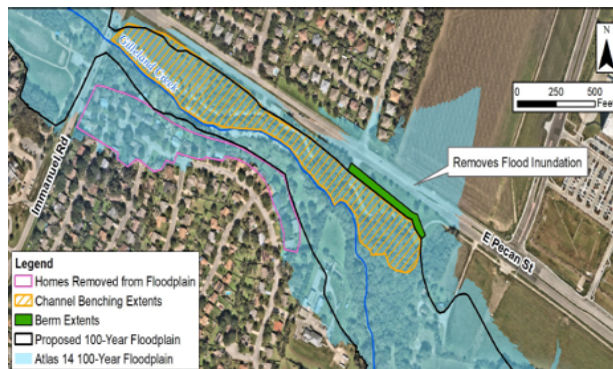 Gilleland Creek
N
0 250 500
Feet
Removes Flood Inundation
Immanuel Rd
E Pecan St
Legend
Homes Removed from Floodplain
Channel Benching Extents
Berm Extents
Proposed 100-Year Floodplain
Atlas 14 100-Year Floodplain